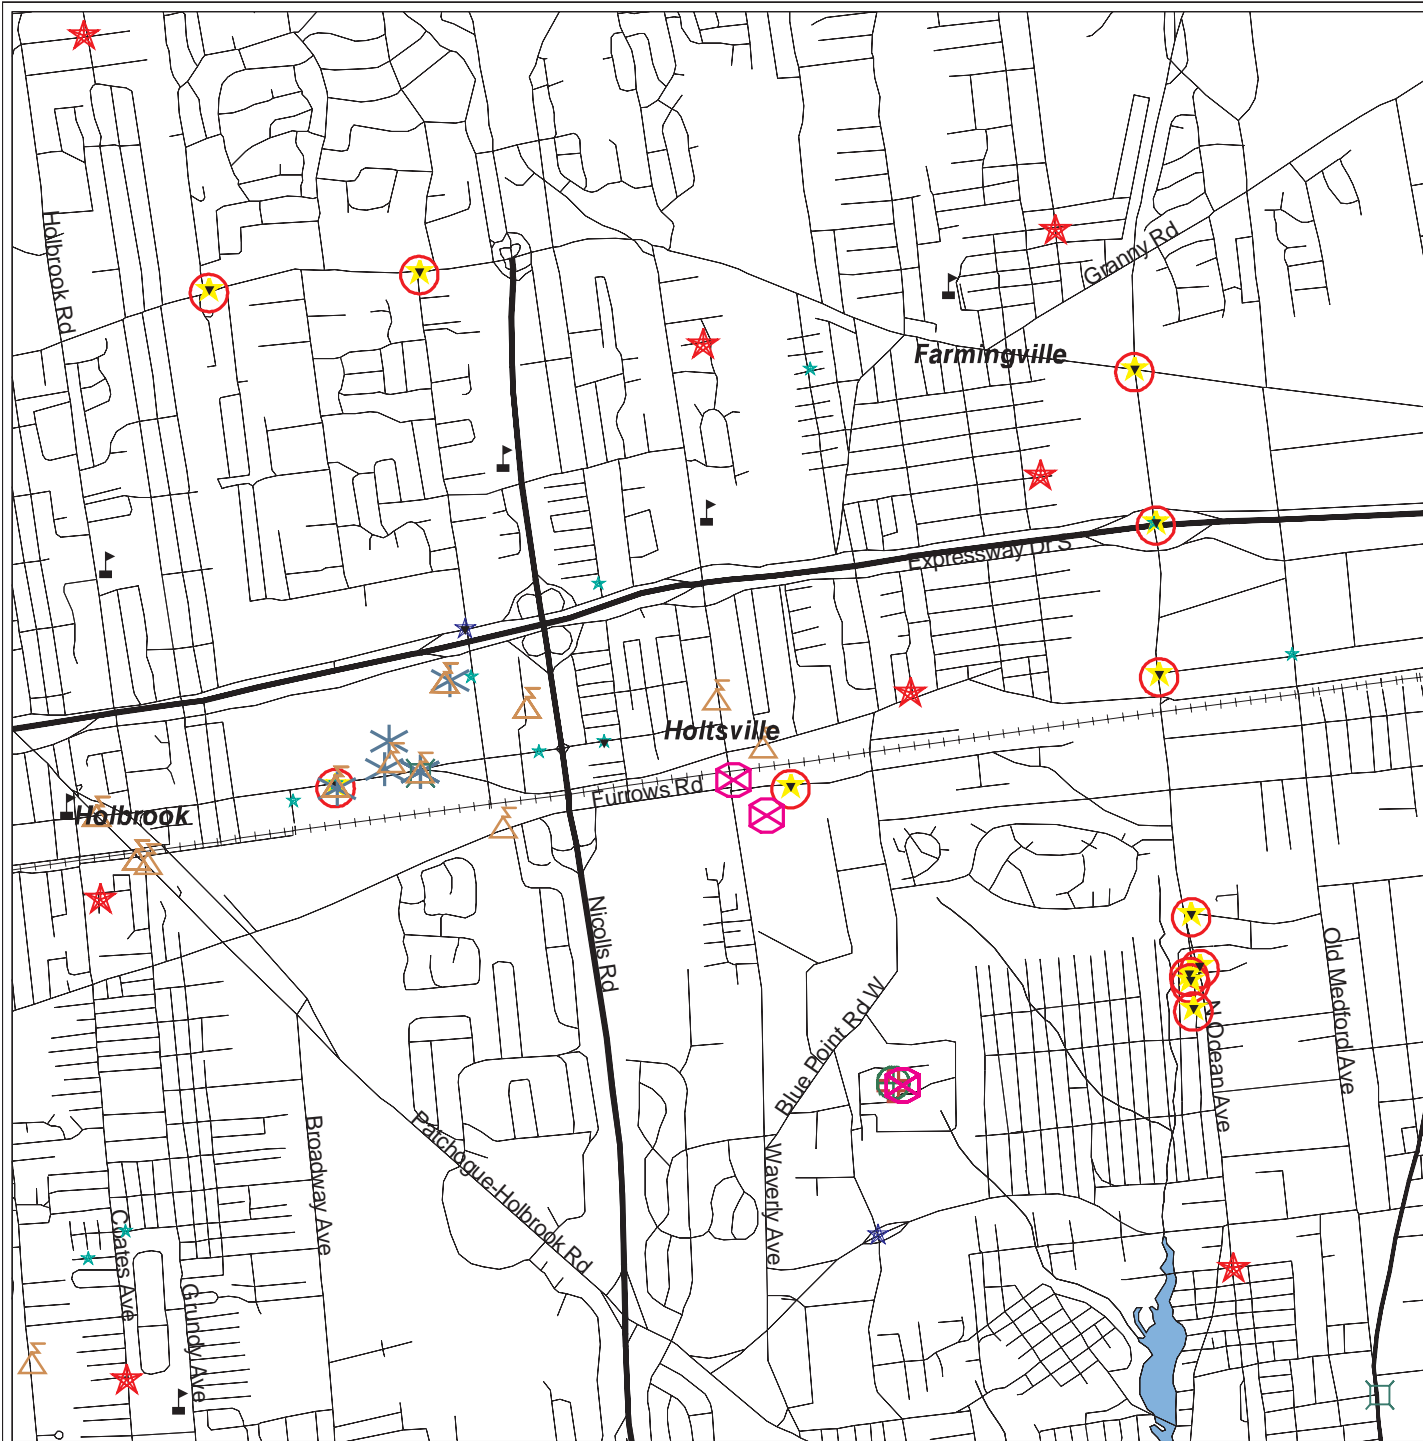 Holbrook Rd
Granny Rd
Farmingville
Expressway Dr S
Holtsville
Furrows Rd
Holbrook
Nicolls Rd
Old Medford Ave
Blue Point Rd W
N Ocean Ave
Patchogue-Holbrook Rd
Broadway Ave
Waverly Ave
Coates Ave
Grundy Ave